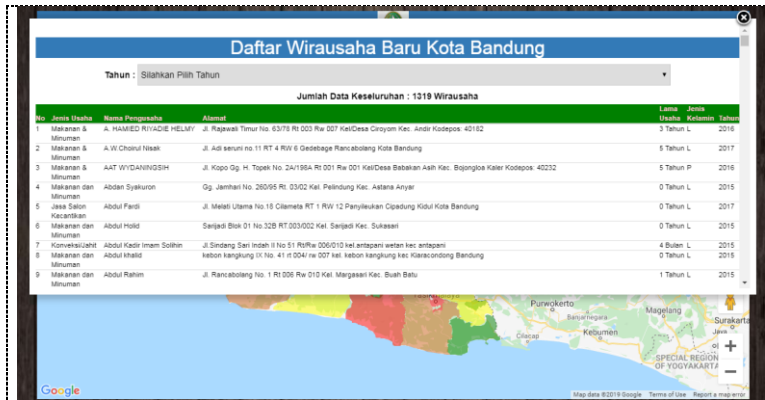 Daftar Wirausaha Baru Kota Bandung
Tahun : Silahkan Pilih Tahun
Jumlah Data Keseluruhan : 1319 Wirausaha
No Jenis Usaha Nama Pengusaha Alamat Lama Usaha Jenis Kelamin Tahun
1 Makanan & Minuman A. HAMIED RIYADIE HELMY Jl. Rajawali Timur No. 63/78 Rt 003 Rw 007 Kel/Desa Ciroyom Kec. Andir Kodepos: 40162 3 Tahun L 2016
2 Makanan & Minuman A.W.Choirul Nisak Jl. Adi seruni no.11 RT 4 RW 6 Gedebage Rancabolang Kota Bandung 5 Tahun L 2017
3 Makanan & Minuman AAT WYDANINGSIH Jl. Kopo Gg. H. Topek No. 2A/196A Rt 001 Rw 001 Kel/Desa Babakan Asih Kec. Bojongloa Kaler Kodepos: 40232 5 Tahun P 2016
4 Makanan dan Minuman Abdan Syakuron Gg. Jamhari No. 260/95 Rt. 03/02 Kel. Pelindung Kec. Astana Anyar 0 Tahun L 2015
5 Jasa Salon Kecantikan Abdul Fardi Jl. Melati Utama No.16 Cilameta RT 1 RW 12 Panyileukan Cipadung Kidul Kota Bandung 0 Tahun L 2017
6 Makanan dan Minuman Abdul Holid Sarijadi Blok 01 No.32B RT.003/002 Kel. Sarijadi Kec. Sukasari 0 Tahun L 2015
7 Konveksi/Jahit Abdul Kadir Imam Solihin Jl.Sindang Sari Indah II No 51 Rt/Rw 006/010 kel.antapani wetan kec antapani 4 Bulan L 2015
8 Makanan dan Minuman Abdul khalid kebon kangkung IX No. 41 rt 004/ rw 007 kel. kebon kangkung kec Kiaracondong Bandung 0 Tahun L 2015
9 Makanan dan Minuman Abdul Rahim Jl. Rancabolang No. 1 Rt 006 Rw 010 Kel. Margasari Kec. Buah Batu 1 Tahun L 2015
Purwokerto
Banjarnegara
Magelang
Surakarta
Cilacap
Kebumen
SPECIAL REGION
OF YOGYAKARTA
Google
Map data ©2019 Google Terms of Use Report a map error